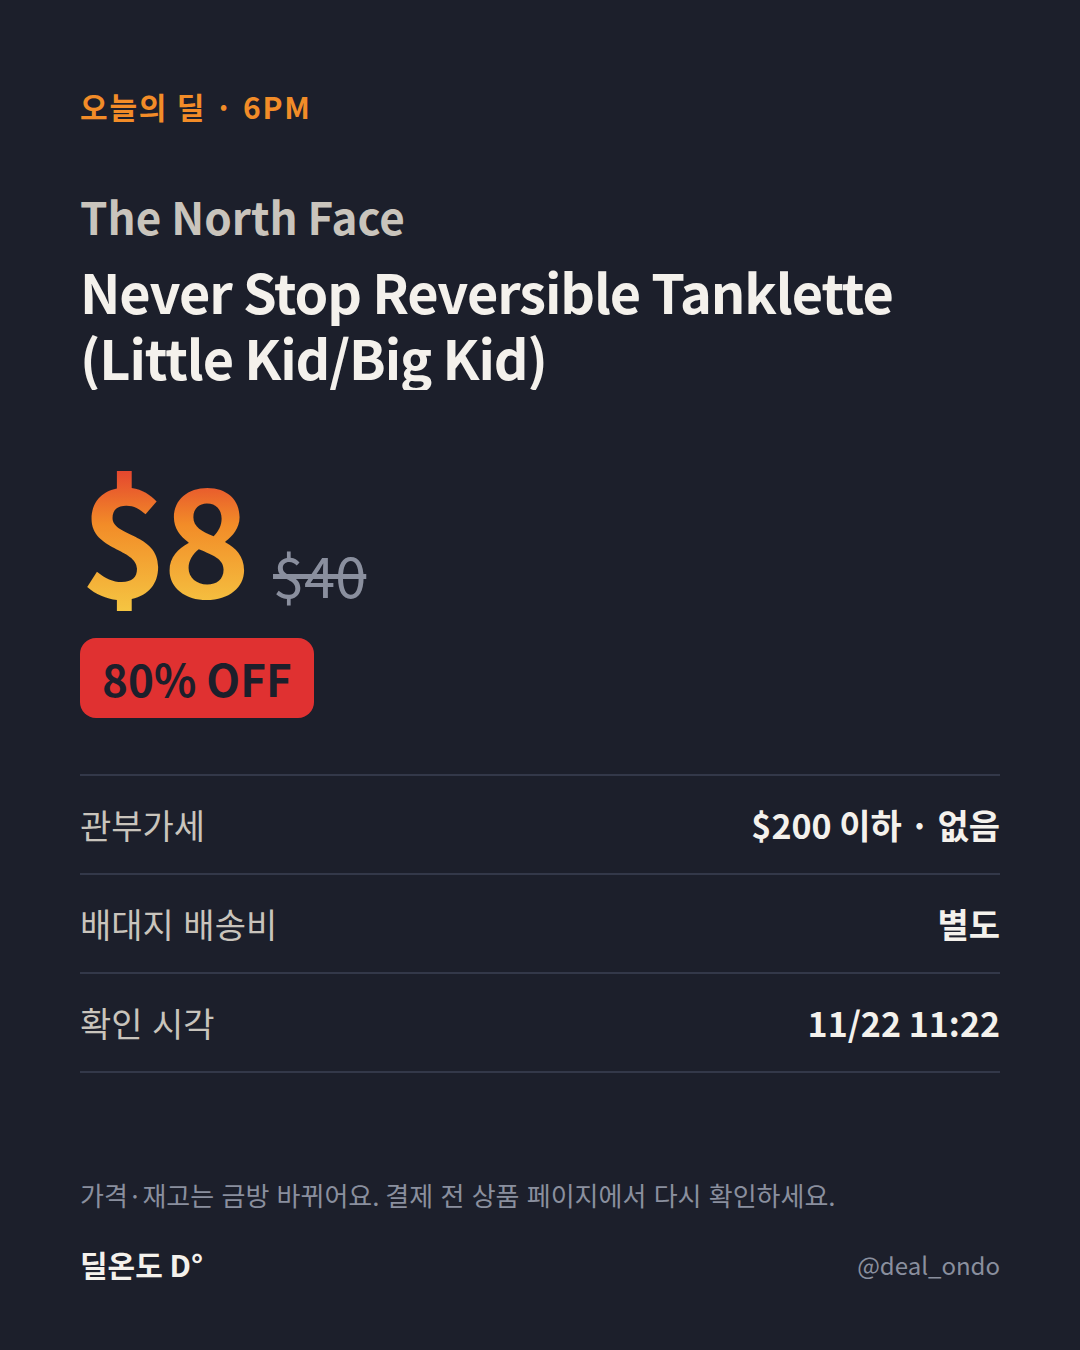 오늘의 딜 · 6PM
The North Face
Never Stop Reversible Tanklette
(Little Kid/Big Kid)
$8 $40
80% OFF
관부가세 $200 이하 · 없음
배대지 배송비 별도
확인 시각 11/22 11:22
가격·재고는 금방 바뀌어요. 결제 전 상품 페이지에서 다시 확인하세요.
딜온도 D° @deal_ondo